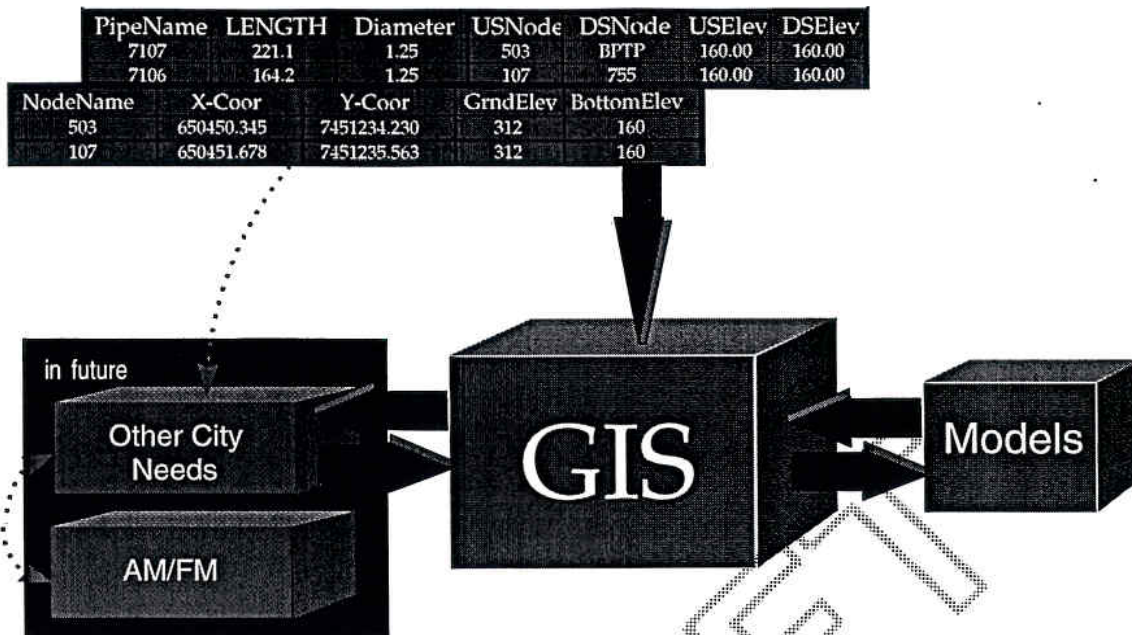 PipeName LENGTH Diameter USNode DSNode USElev DSElev
7107 221.1 1.25 503 BPTP 160.00 160.00
7106 164.2 1.25 107 755 160.00 160.00
NodeName X-Coor Y-Coor GrndElev BottomElev
503 650450.345 7451234.230 312 160
107 650451.678 7451235.563 312 160
in future
Other City
Needs
AM/FM
GIS
Models